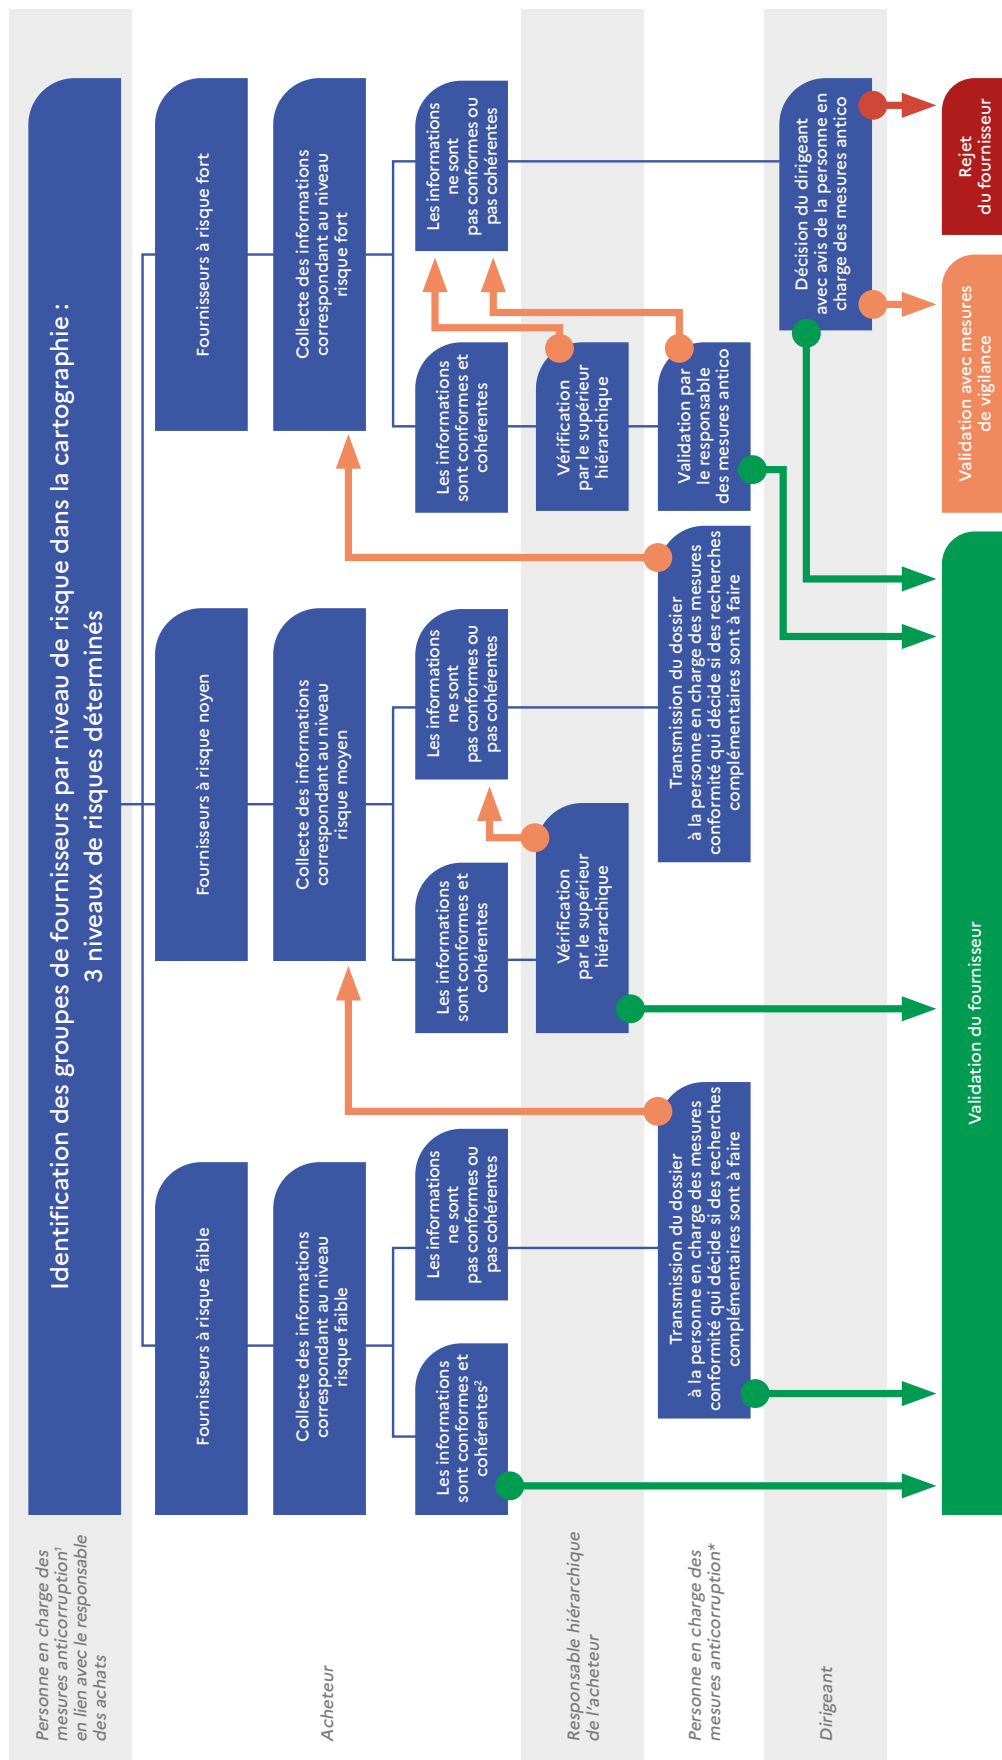 Personne en charge des
mesures anticorruption¹
en lien avec le responsable
des achats
Identification des groupes de fournisseurs par niveau de risque dans la cartographie :
3 niveaux de risques déterminés
Acheteur
Fournisseurs à risque faible
Fournisseurs à risque noyen
Fournisseurs à risque fort
Collecte des informations
correspondant au niveau
risque faible
Collecte des informations
correspondant au niveau
risque moyen
Collecte des informations
correspondant au niveau
risque fort
Les informations
sont conformes et
cohérentes²
Les informations
ne sont
pas conformes ou
pas cohérentes
Les informations
sont conformes et
cohérentes
Les informations
ne sont
pas conformes ou
pas cohérentes
Les informations
sont conformes et
cohérentes
Les informations
ne sont
pas conformes ou
pas cohérentes
Responsable hiérarchique
de l'acheteur
Vérification
par le supérieur
hiérarchique
Vérification
par le supérieur
hiérarchique
Personne en charge des
mesures anticorruption*
Transmission du dossier
à la personne en charge des mesures
conformité qui décide si des recherches
complémentaires sont à faire
Transmission du dossier
à la personne en charge des mesures
conformité qui décide si des recherches
complémentaires sont à faire
Validation par
le responsable
des mesures antico
Dirigeant
Décision du dirigeant
avec avis de la personne en
charge des mesures antico
Validation du fournisseur
Validation avec mesures
de vigilance
Rejet
du fournisseur